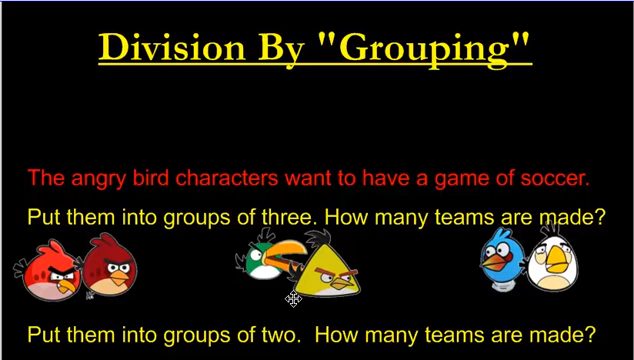 Division By "Grouping"
The angry bird characters want to have a game of soccer.
Put them into groups of three. How many teams are made?
Put them into groups of two.  How many teams are made?